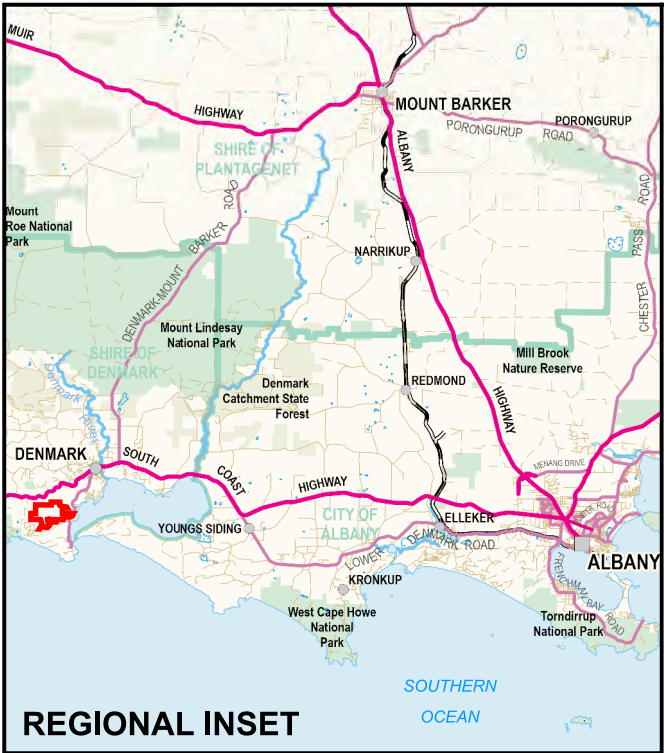 MUIR
HIGHWAY
MOUNT BARKER
PORONGURUP
PORONGURUP ROAD
SHIRE OF
PLANTAGENET
ALBANY
ROAD
PASS
CHESTER
Mount
Roe National
Park
DENMARK-MOUNT BARKER ROAD
NARRIKUP
Mount Lindesay
National Park
Mill Brook
Nature Reserve
SHIRE OF
DENMARK
Denmark River
Denmark
Catchment State
Forest
REDMOND
HIGHWAY
DENMARK
SOUTH
COAST
HIGHWAY
MENANG DRIVE
CITY OF
ALBANY
YOUNGS SIDING
ELLEKER
LOWER
DENMARK ROAD
ROAD
ALBANY
KRONKUP
West Cape Howe
National
Park
FRENCHMAN BAY ROAD
Torndirrup
National Park
SOUTHERN
OCEAN
REGIONAL INSET